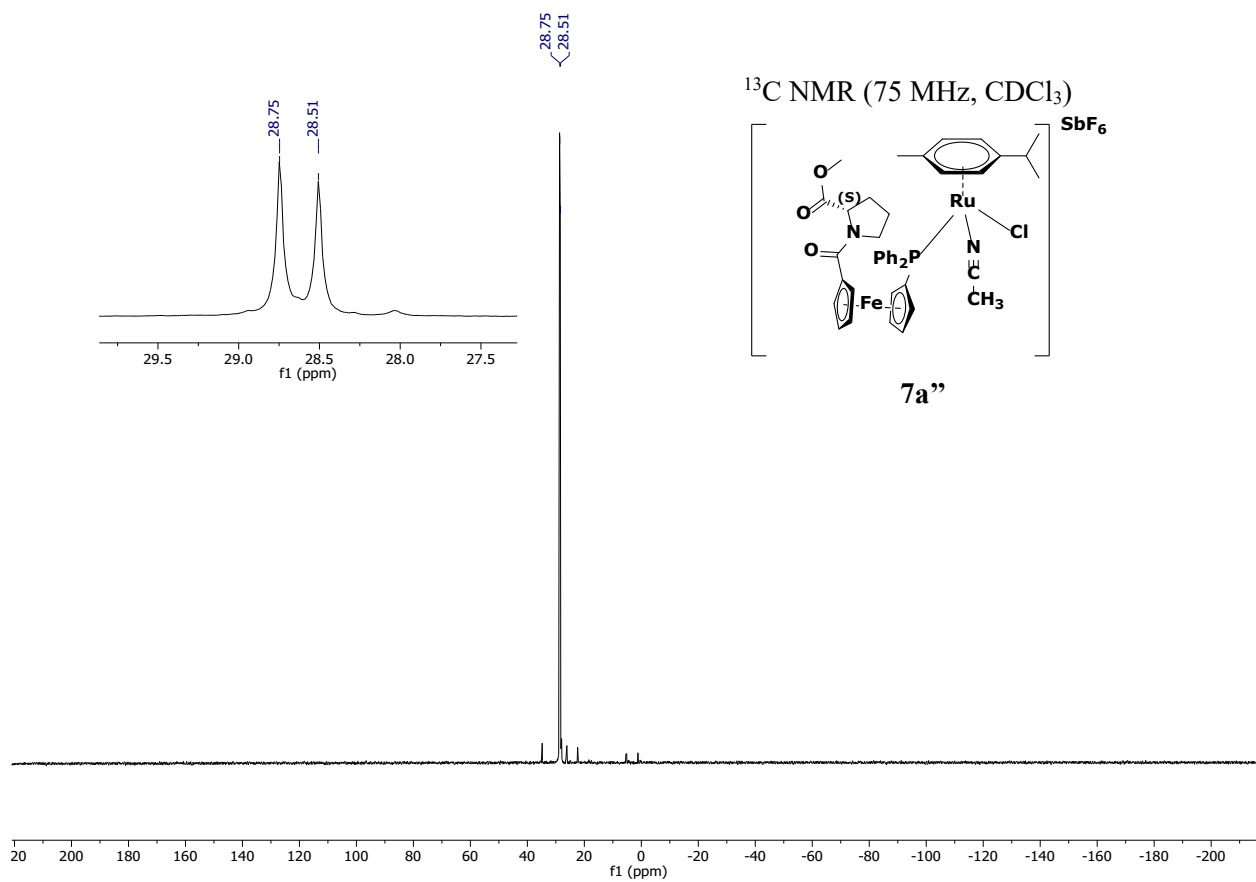 28.75
28.51
28.75
28.51
29.5 29.0 28.5 28.0 27.5
f1 (ppm)
¹³C NMR (75 MHz, CDCl₃)
SbF₆
O
(S)
O
N
O
Ru
Cl
Ph₂P
N
C
CH₃
Fe
7a”
20 200 180 160 140 120 100 80 60 40 20 0 -20 -40 -60 -80 -100 -120 -140 -160 -180 -200
f1 (ppm)